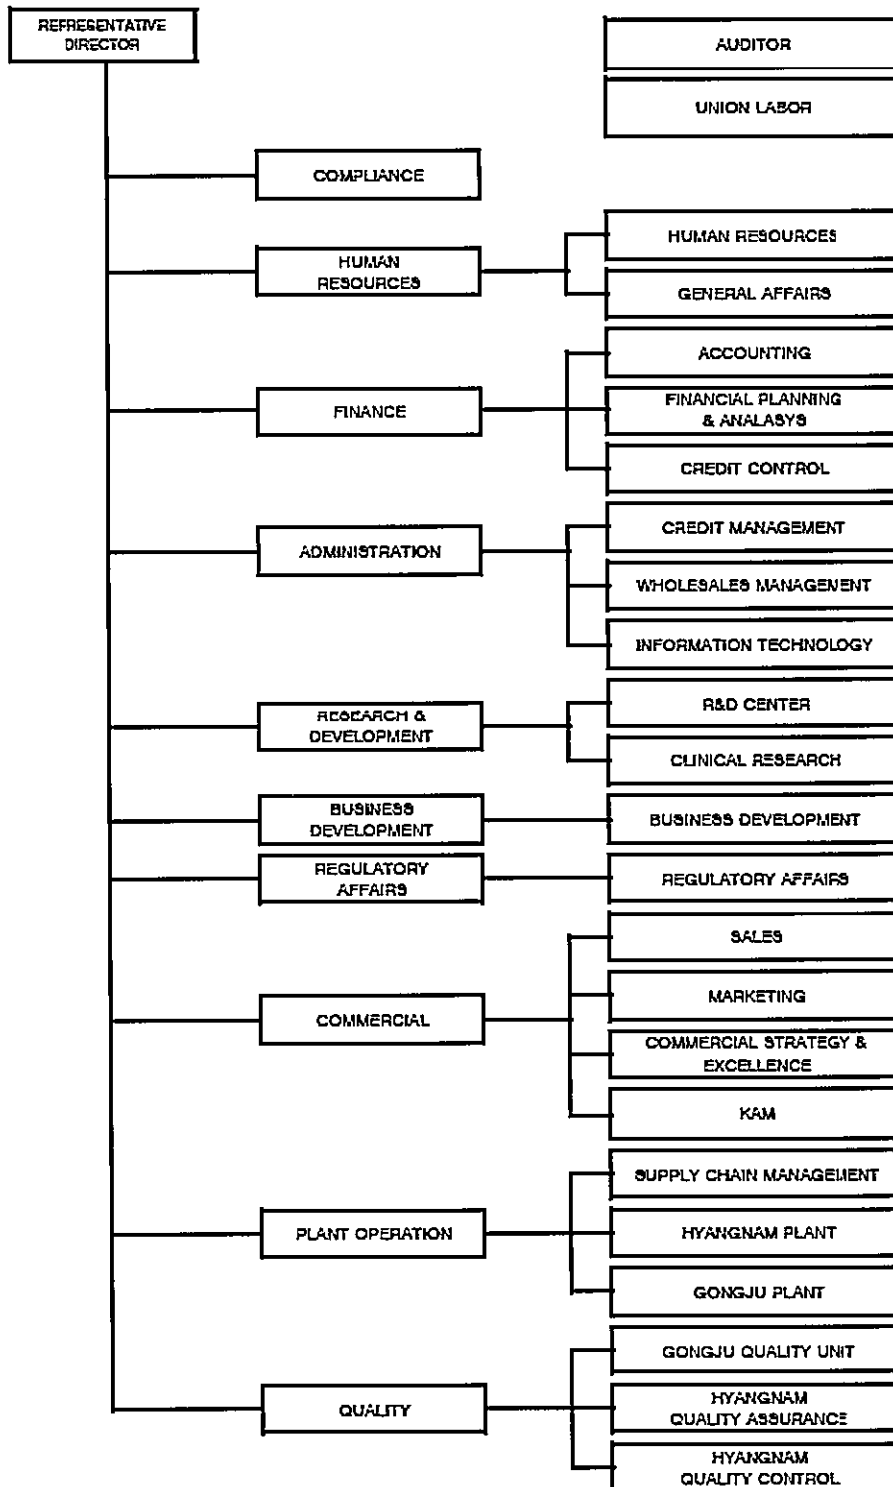 REPRESENTATIVE
DIRECTOR
AUDITOR
UNION LABOR
COMPLIANCE
HUMAN
RESOURCES
HUMAN RESOURCES
GENERAL AFFAIRS
FINANCE
ACCOUNTING
FINANCIAL PLANNING
& ANALASYS
CREDIT CONTROL
ADMINISTRATION
CREDIT MANAGEMENT
WHOLESALES MANAGEMENT
INFORMATION TECHNOLOGY
RESEARCH &
DEVELOPMENT
R&D CENTER
CLINICAL RESEARCH
BUSINESS
DEVELOPMENT
BUSINESS DEVELOPMENT
REGULATORY
AFFAIRS
REGULATORY AFFAIRS
COMMERCIAL
SALES
MARKETING
COMMERCIAL STRATEGY &
EXCELLENCE
KAM
PLANT OPERATION
SUPPLY CHAIN MANAGEMENT
HYANGNAM PLANT
GONGJU PLANT
QUALITY
GONGJU QUALITY UNIT
HYANGNAM
QUALITY ASSURANCE
HYANGNAM
QUALITY CONTROL